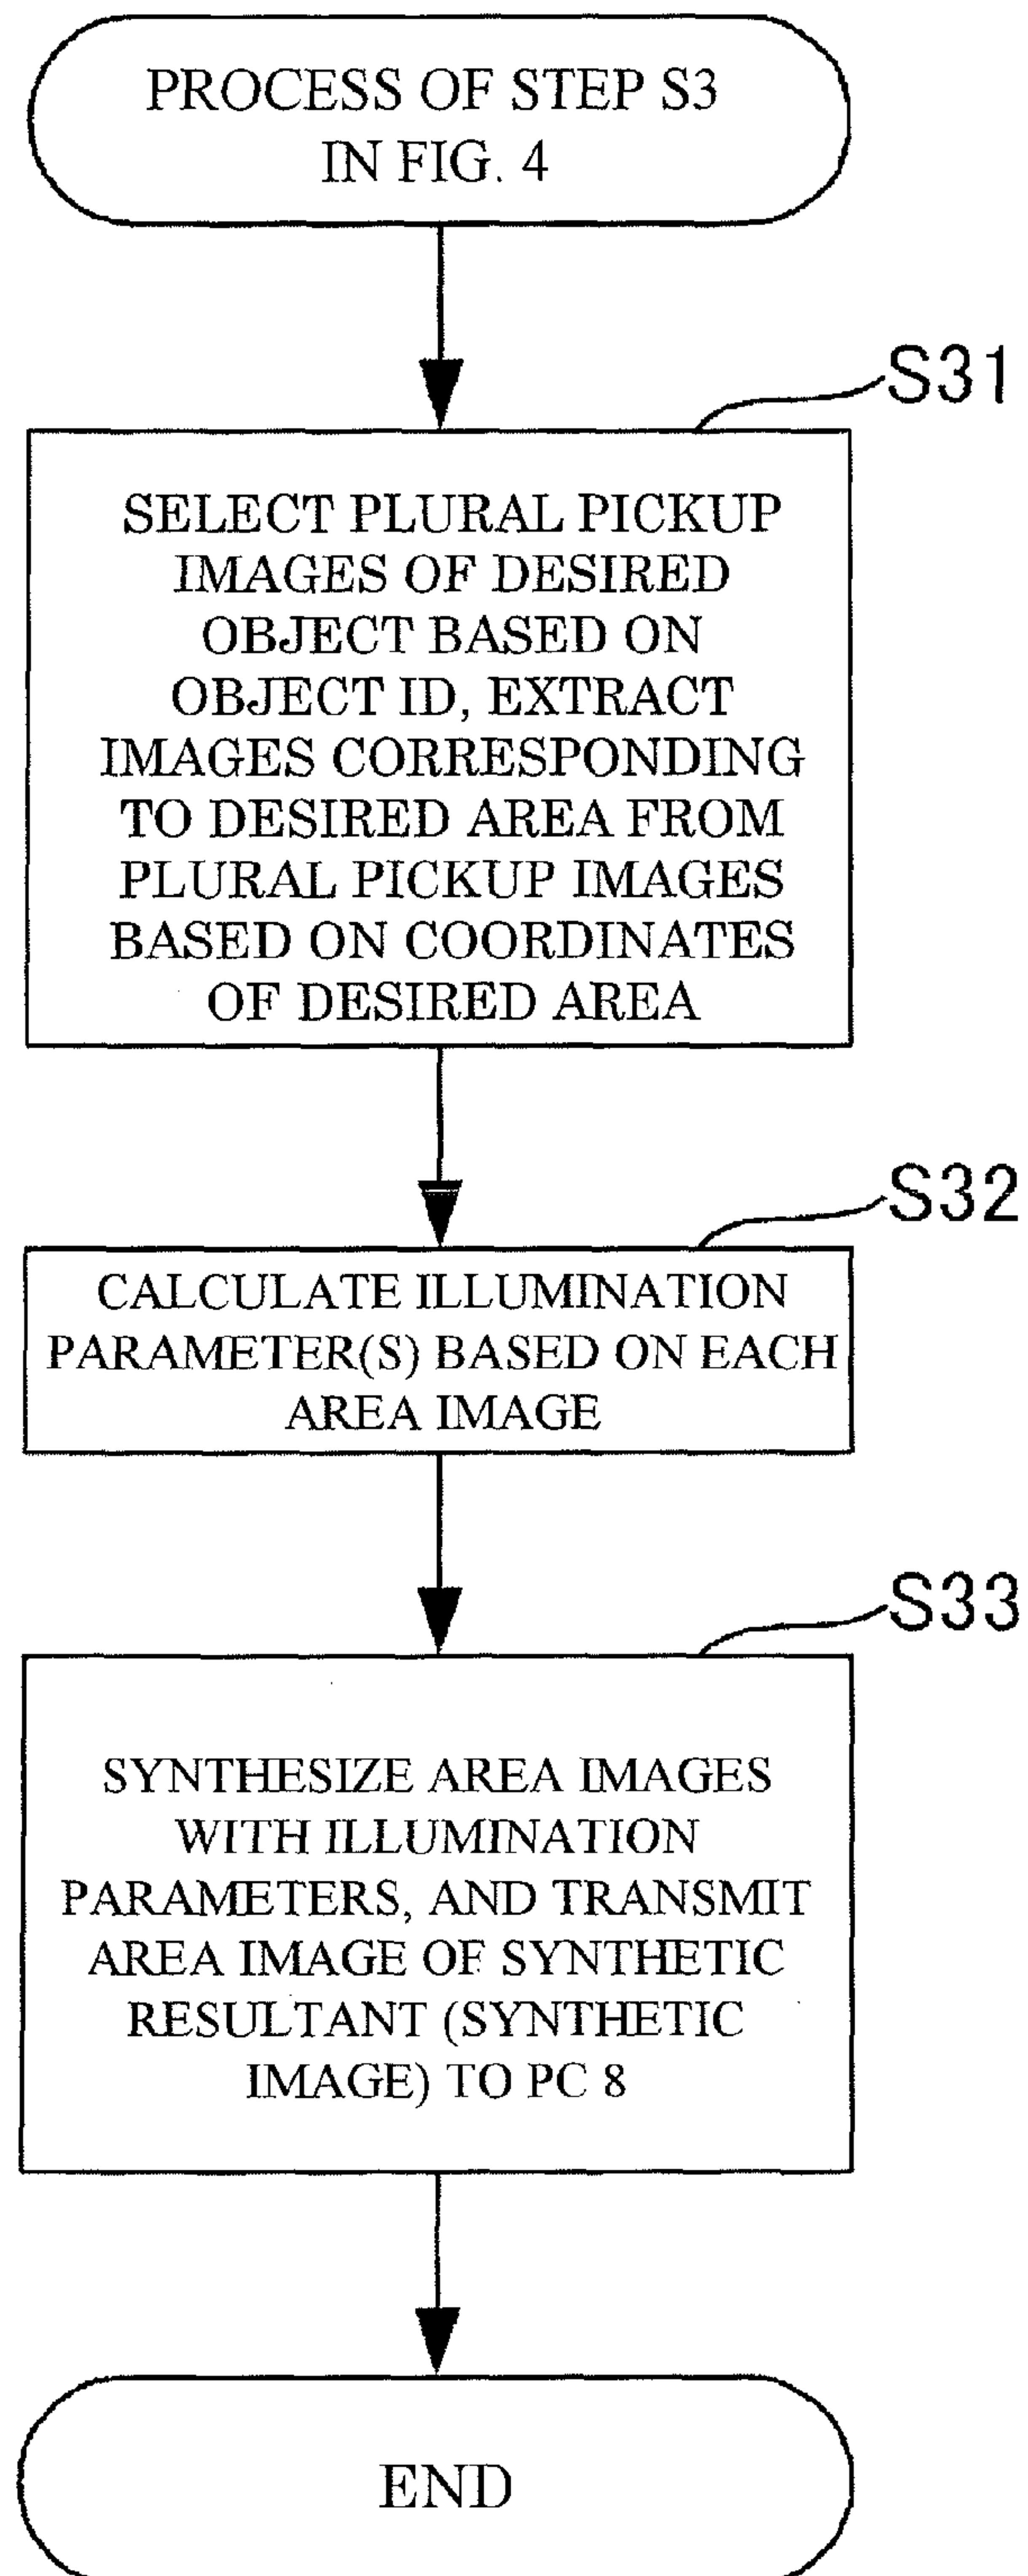 PROCESS OF STEP S3
IN FIG. 4
S31
SELECT PLURAL PICKUP
IMAGES OF DESIRED
OBJECT BASED ON
OBJECT ID, EXTRACT
IMAGES CORRESPONDING
TO DESIRED AREA FROM
PLURAL PICKUP IMAGES
BASED ON COORDINATES
OF DESIRED AREA
S32
CALCULATE ILLUMINATION
PARAMETER(S) BASED ON EACH
AREA IMAGE
S33
SYNTHESIZE AREA IMAGES
WITH ILLUMINATION
PARAMETERS, AND TRANSMIT
AREA IMAGE OF SYNTHETIC
RESULTANT (SYNTHETIC
IMAGE) TO PC 8
END